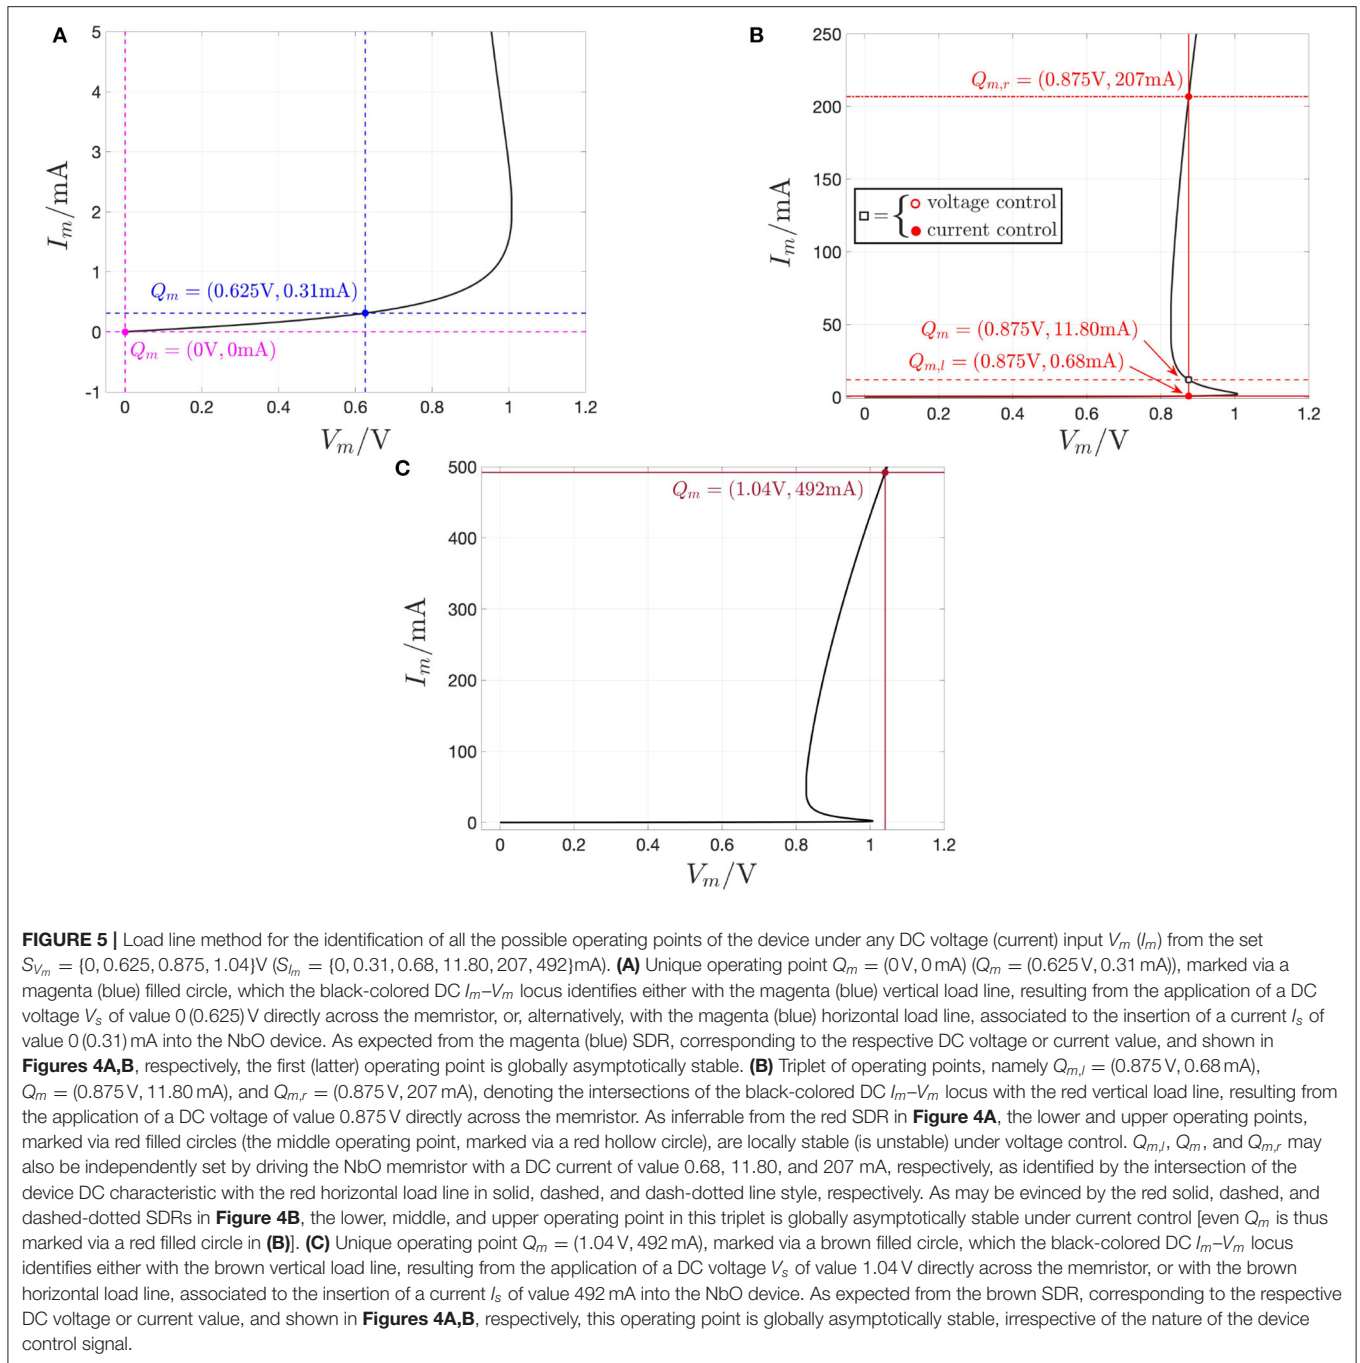 A
5
4
3
2
1
0
-1
I_m/mA
Q_m = (0.625V, 0.31mA)
Q_m = (0V, 0mA)
0 0.2 0.4 0.6 0.8 1 1.2
V_m/V
B
250
200
150
100
50
0
I_m/mA
Q_{m,r} = (0.875V, 207mA)
voltage control
=
current control
Q_m = (0.875V, 11.80mA)
Q_{m,l} = (0.875V, 0.68mA)
0 0.2 0.4 0.6 0.8 1 1.2
V_m/V
C
500
400
300
200
100
0
I_m/mA
Q_m = (1.04V, 492mA)
0 0.2 0.4 0.6 0.8 1 1.2
V_m/V
FIGURE 5 | Load line method for the identification of all the possible operating points of the device under any DC voltage (current) input V_m (I_m) from the set
S_{V_m} = {0, 0.625, 0.875, 1.04}V (S_{I_m} = {0, 0.31, 0.68, 11.80, 207, 492}mA). (A) Unique operating point Q_m = (0 V, 0 mA) (Q_m = (0.625 V, 0.31 mA)), marked via a
magenta (blue) filled circle, which the black-colored DC I_m–V_m locus identifies either with the magenta (blue) vertical load line, resulting from the application of a DC
voltage V_s of value 0 (0.625) V directly across the memristor, or, alternatively, with the magenta (blue) horizontal load line, associated to the insertion of a current I_s of
value 0 (0.31) mA into the NbO device. As expected from the magenta (blue) SDR, corresponding to the respective DC voltage or current value, and shown in
Figures 4A,B, respectively, the first (latter) operating point is globally asymptotically stable. (B) Triplet of operating points, namely Q_{m,l} = (0.875 V, 0.68 mA),
Q_m = (0.875 V, 11.80 mA), and Q_{m,r} = (0.875 V, 207 mA), denoting the intersections of the black-colored DC I_m–V_m locus with the red vertical load line, resulting from
the application of a DC voltage of value 0.875 V directly across the memristor. As inferrable from the red SDR in Figure 4A, the lower and upper operating points,
marked via red filled circles (the middle operating point, marked via a red hollow circle), are locally stable (is unstable) under voltage control. Q_{m,l}, Q_m, and Q_{m,r} may
also be independently set by driving the NbO memristor with a DC current of value 0.68, 11.80, and 207 mA, respectively, as identified by the intersection of the
device DC characteristic with the red horizontal load line in solid, dashed, and dash-dotted line style, respectively. As may be evinced by the red solid, dashed, and
dashed-dotted SDRs in Figure 4B, the lower, middle, and upper operating point in this triplet is globally asymptotically stable under current control [even Q_m is thus
marked via a red filled circle in (B)]. (C) Unique operating point Q_m = (1.04 V, 492 mA), marked via a brown filled circle, which the black-colored DC I_m–V_m locus
identifies either with the brown vertical load line, resulting from the application of a DC voltage V_s of value 1.04 V directly across the memristor, or with the brown
horizontal load line, associated to the insertion of a current I_s of value 492 mA into the NbO device. As expected from the brown SDR, corresponding to the respective
DC voltage or current value, and shown in Figures 4A,B, respectively, this operating point is globally asymptotically stable, irrespective of the nature of the device
control signal.